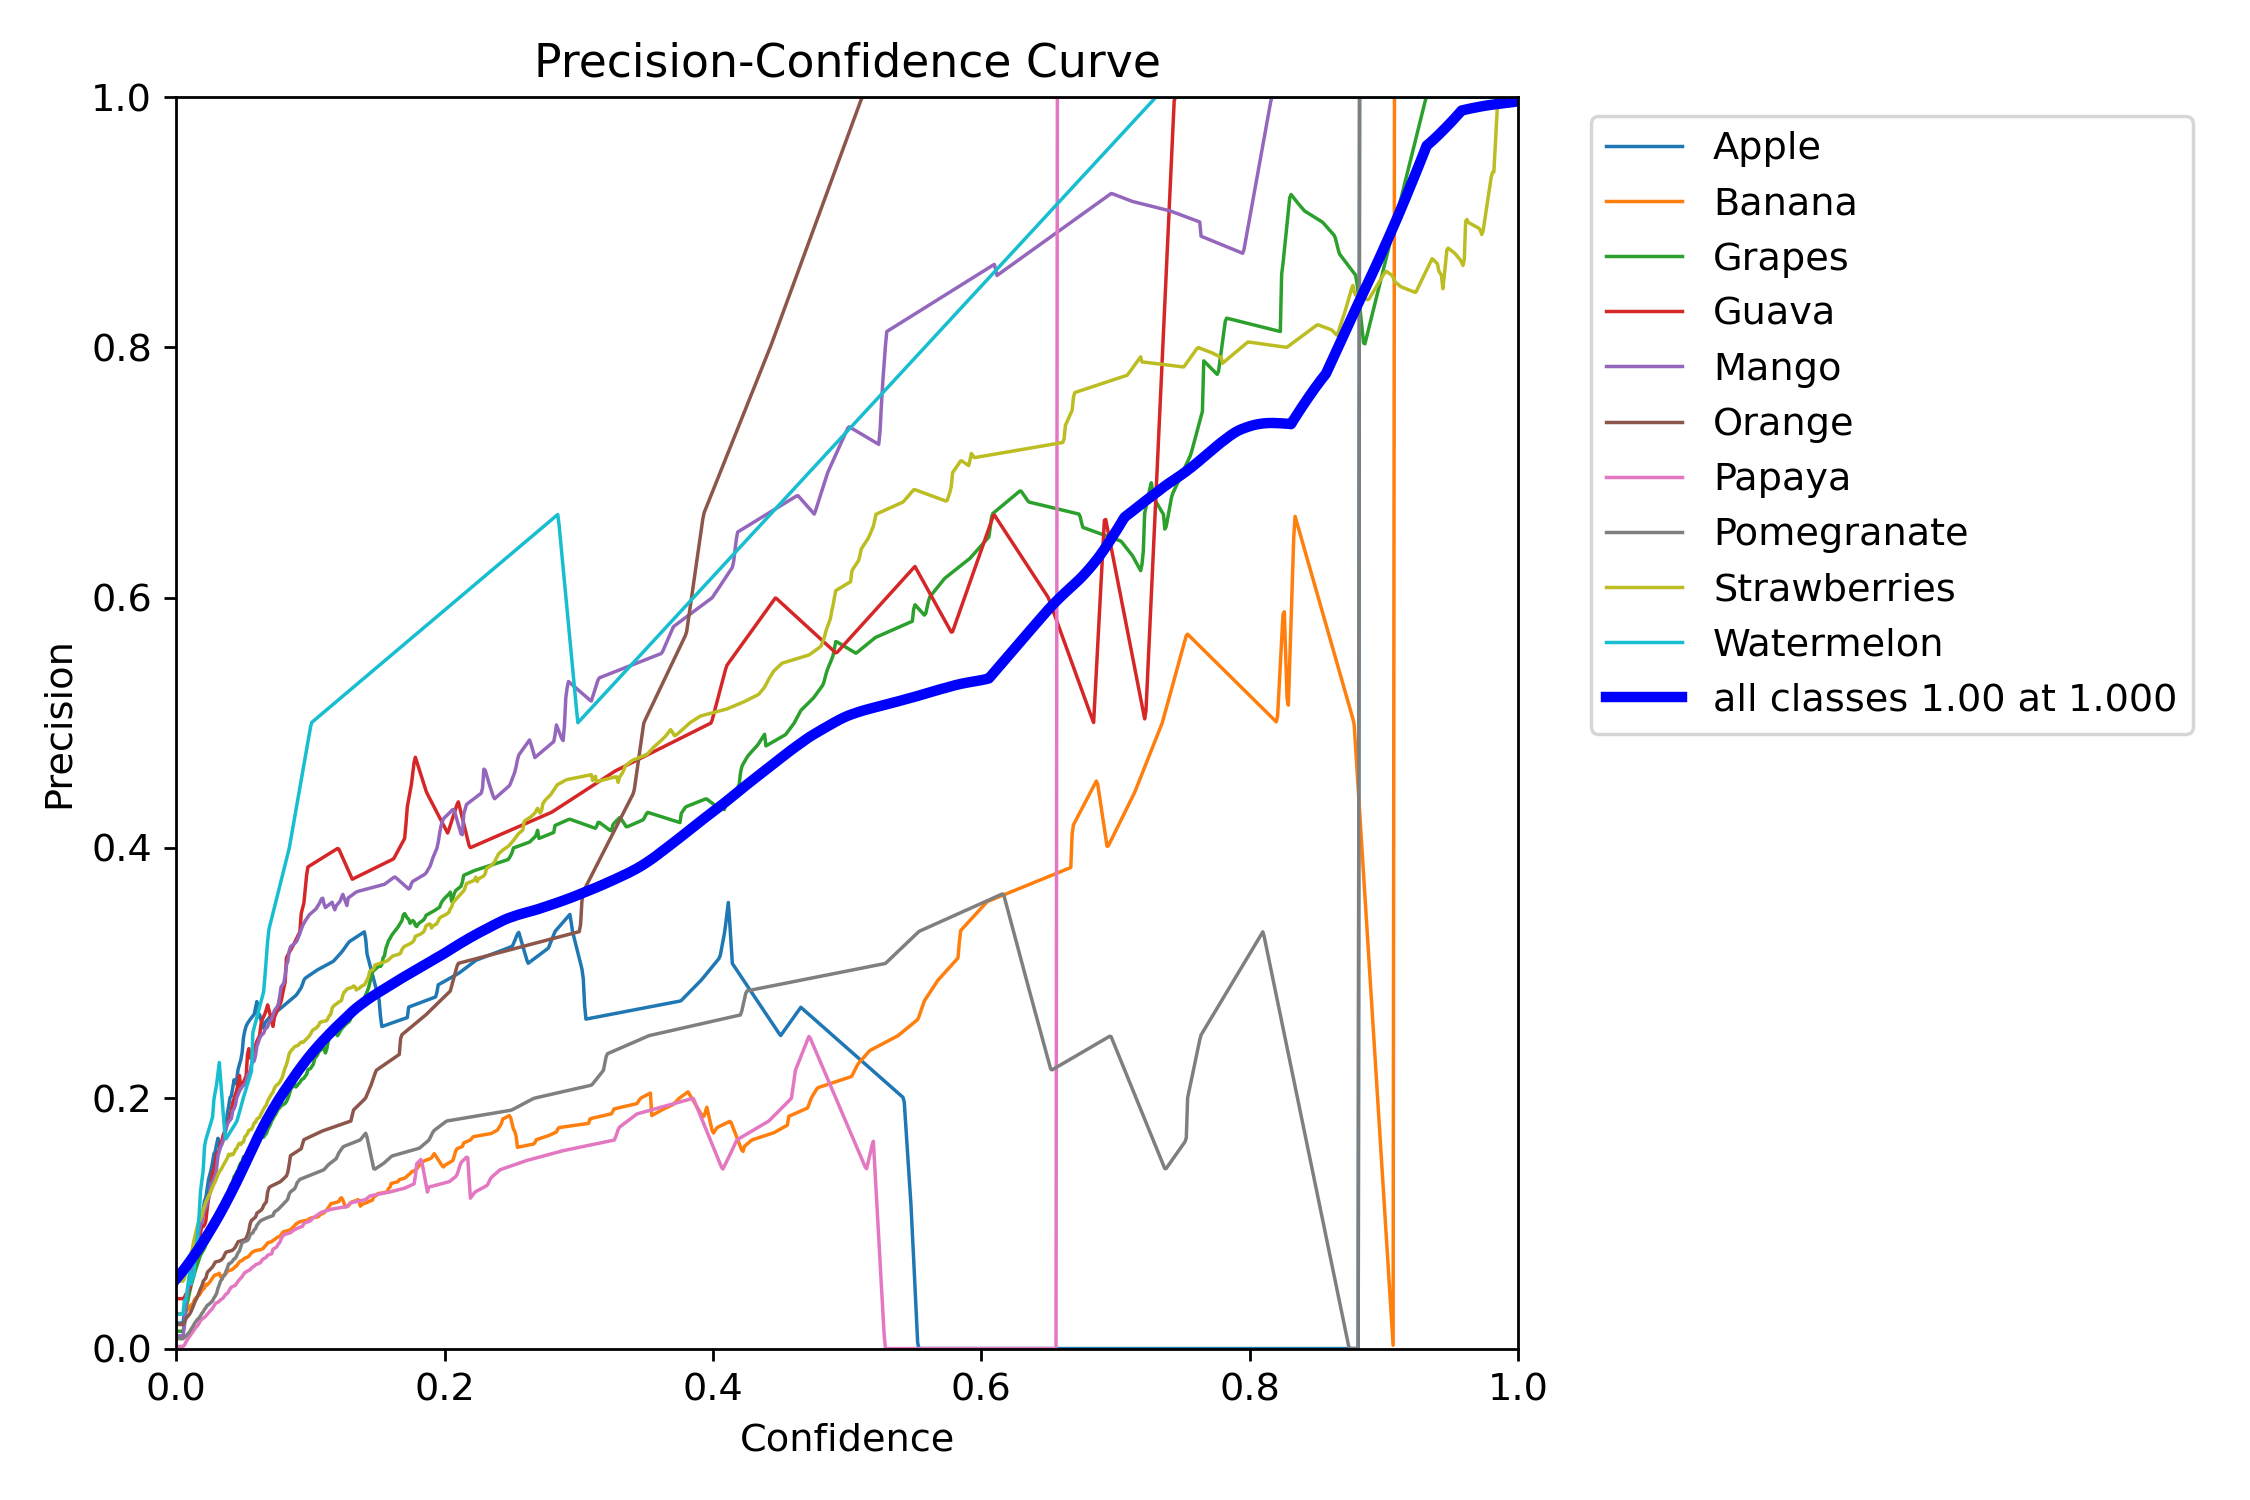 Precision-Confidence Curve
1.0
0.8
0.6
0.4
0.2
0.0
Precision
0.0 0.2 0.4 0.6 0.8 1.0
Confidence
Apple
Banana
Grapes
Guava
Mango
Orange
Papaya
Pomegranate
Strawberries
Watermelon
all classes 1.00 at 1.000